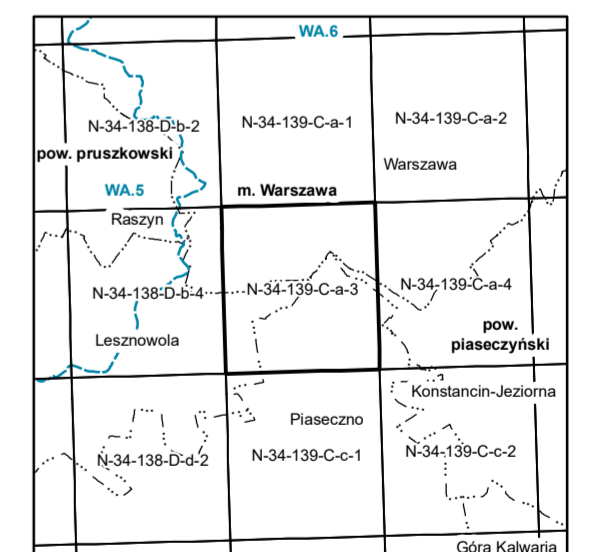 WA.6
N-34-138-D-b-2
N-34-139-C-a-1
N-34-139-C-a-2
pow. pruszkowski
Warszawa
WA.5
m. Warszawa
Raszyn
N-34-138-D-b-4
N-34-139-C-a-3
N-34-139-C-a-4
Lesznowola
pow.
piaseczyński
Konstancin-Jeziorna
Piaseczno
N-34-138-D-d-2
N-34-139-C-c-1
N-34-139-C-c-2
Góra Kalwaria